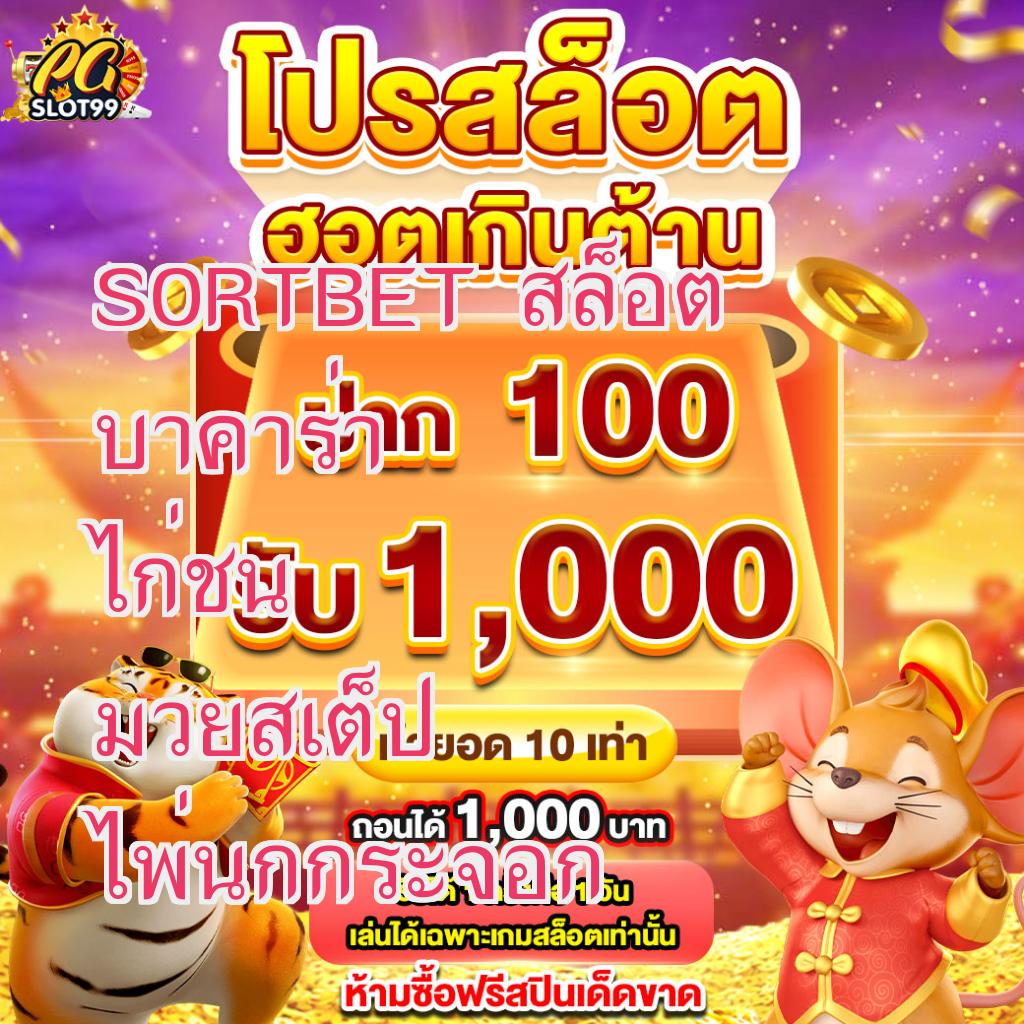 PG
SLOT99
โปรสล็อต
ฮอตเกินต้าน
SORTBET สล็อต
ฝาก 100
บาคาร่า
ไก่ชน
รับ 1,000
มวยสเต็ป
ยอด 10 เท่า
ถอนได้ 1,000 บาท
ไพ่นกกระจอก
เล่นได้เฉพาะเกมสล็อตเท่านั้น
ห้ามซื้อฟรีสปินเด็ดขาด